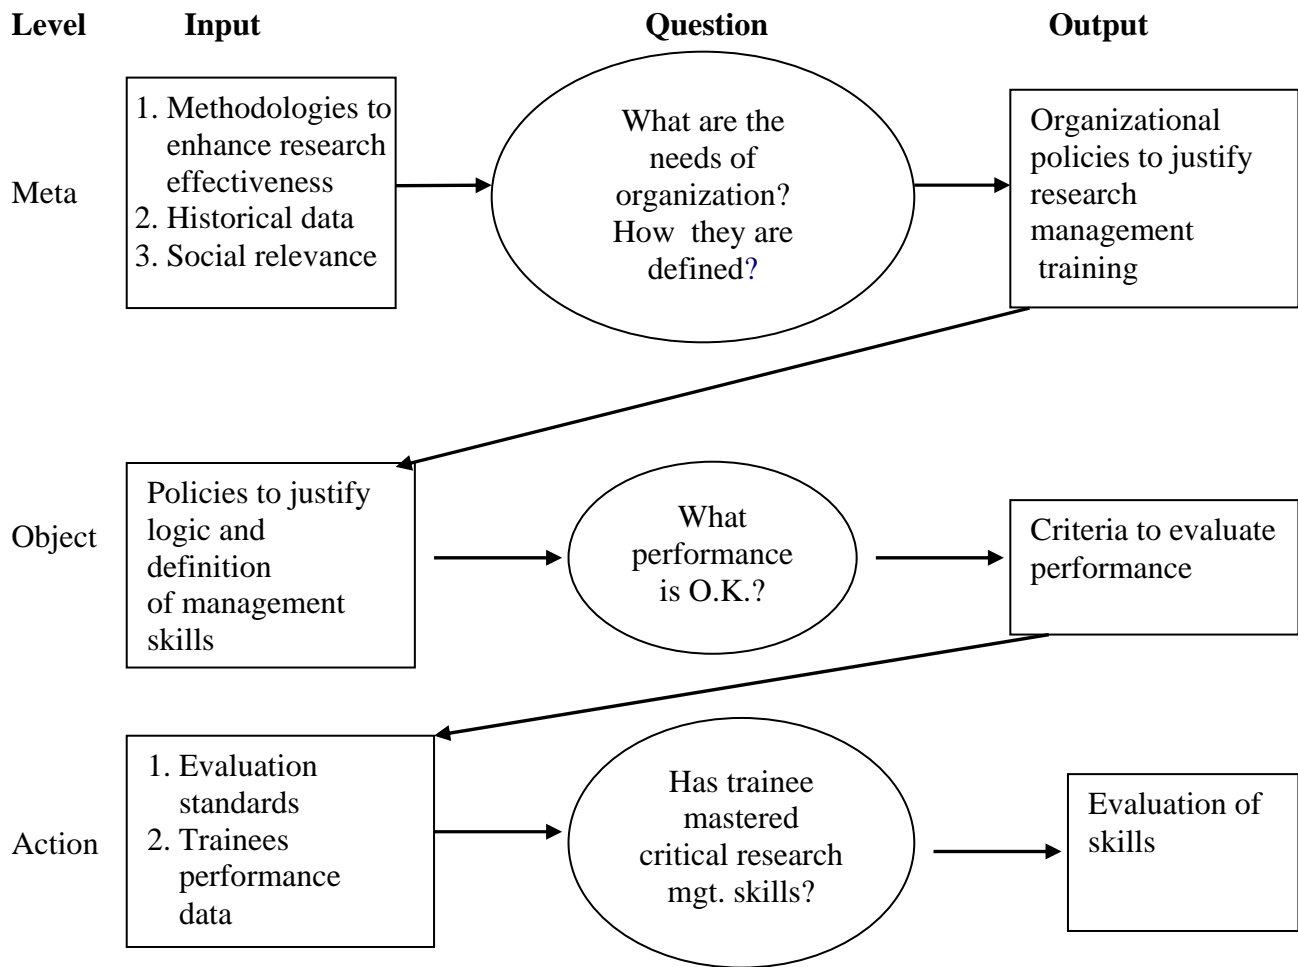 Level Input Question Output
Meta
1. Methodologies to
enhance research
effectiveness
2. Historical data
3. Social relevance
What are the
needs of
organization?
How they are
defined?
Organizational
policies to justify
research
management
training
Object
Policies to justify
logic and
definition
of management
skills
What
performance
is O.K.?
Criteria to evaluate
performance
Action
1. Evaluation
standards
2. Trainees
performance
data
Has trainee
mastered
critical research
mgt. skills?
Evaluation of
skills